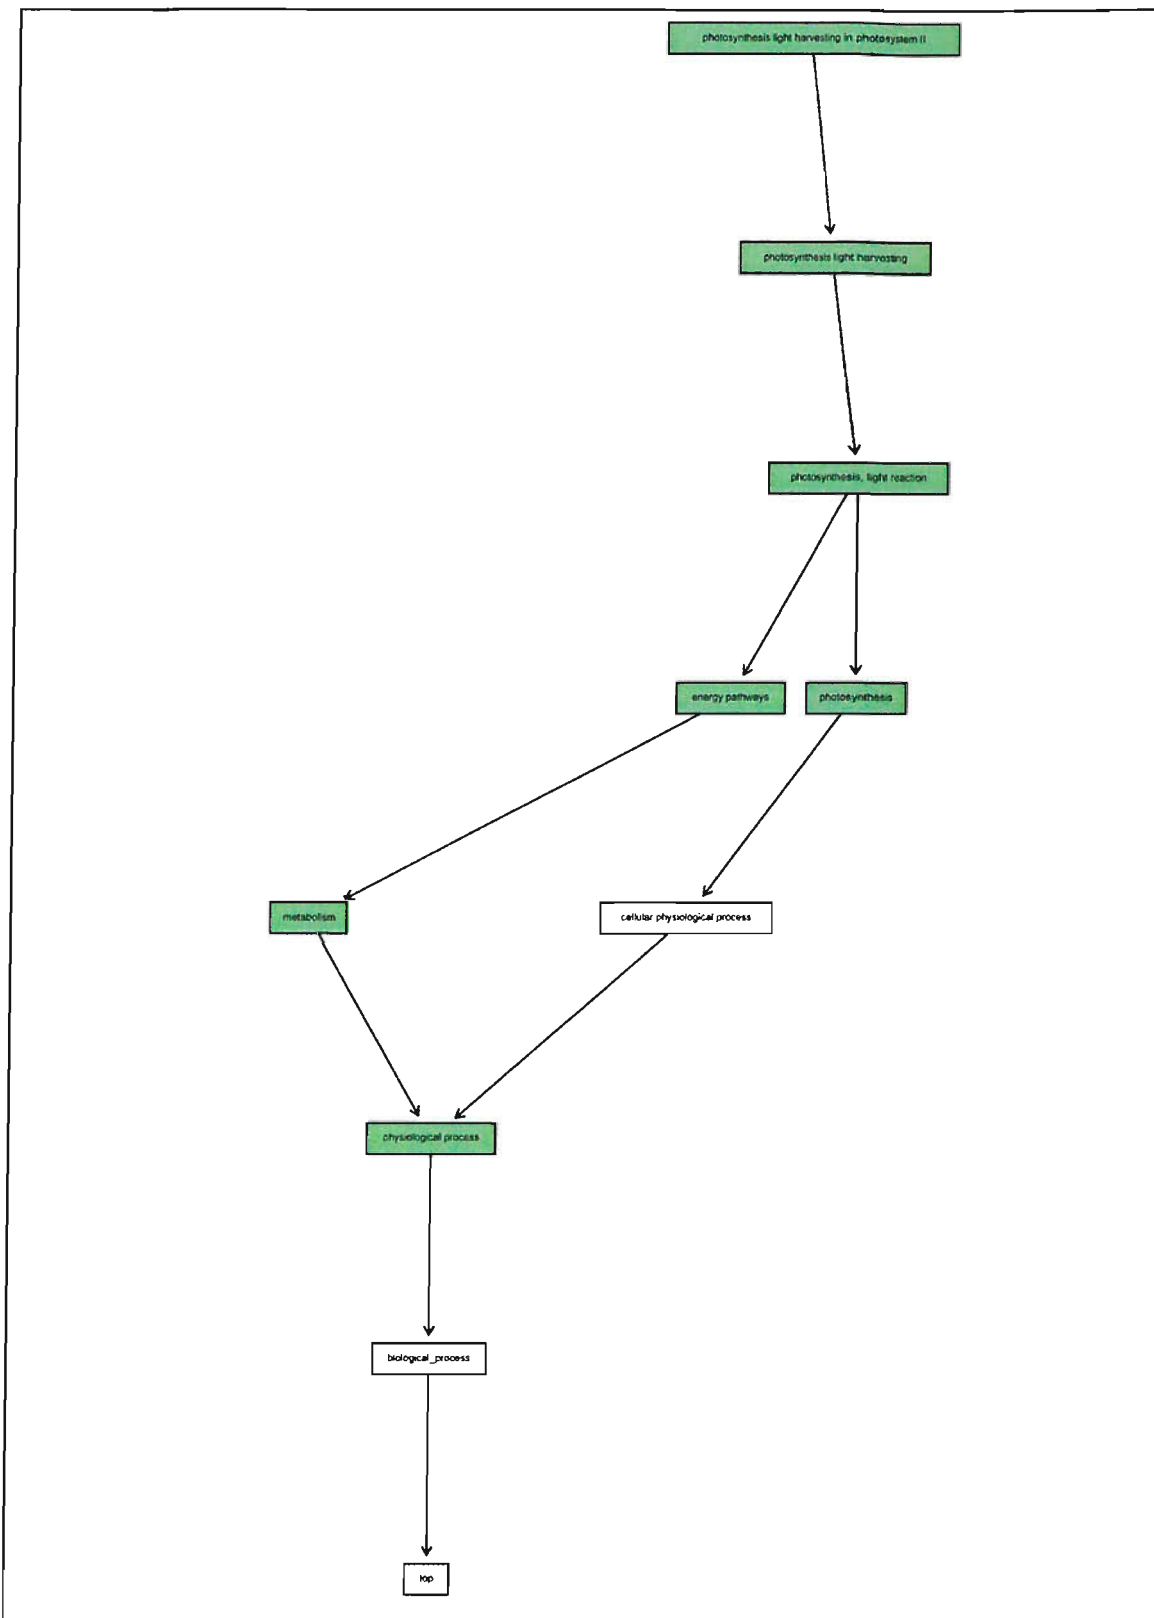 photosynthesis light harvesting in photosystem II
photosynthesis light harvesting
photosynthesis, light reaction
energy pathways
photosynthesis
metabolism
cellular physiological process
physiological process
biological_process
top